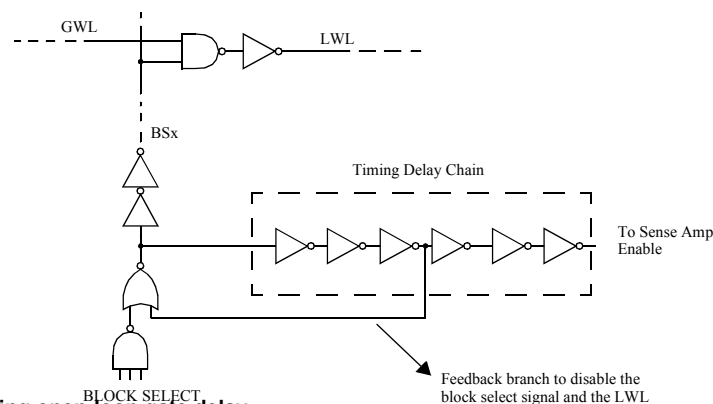 GWL
LWL
BSx
Timing Delay Chain
To Sense Amp
Enable
BLOCK SELECT
Feedback branch to disable the
block select signal and the LWL